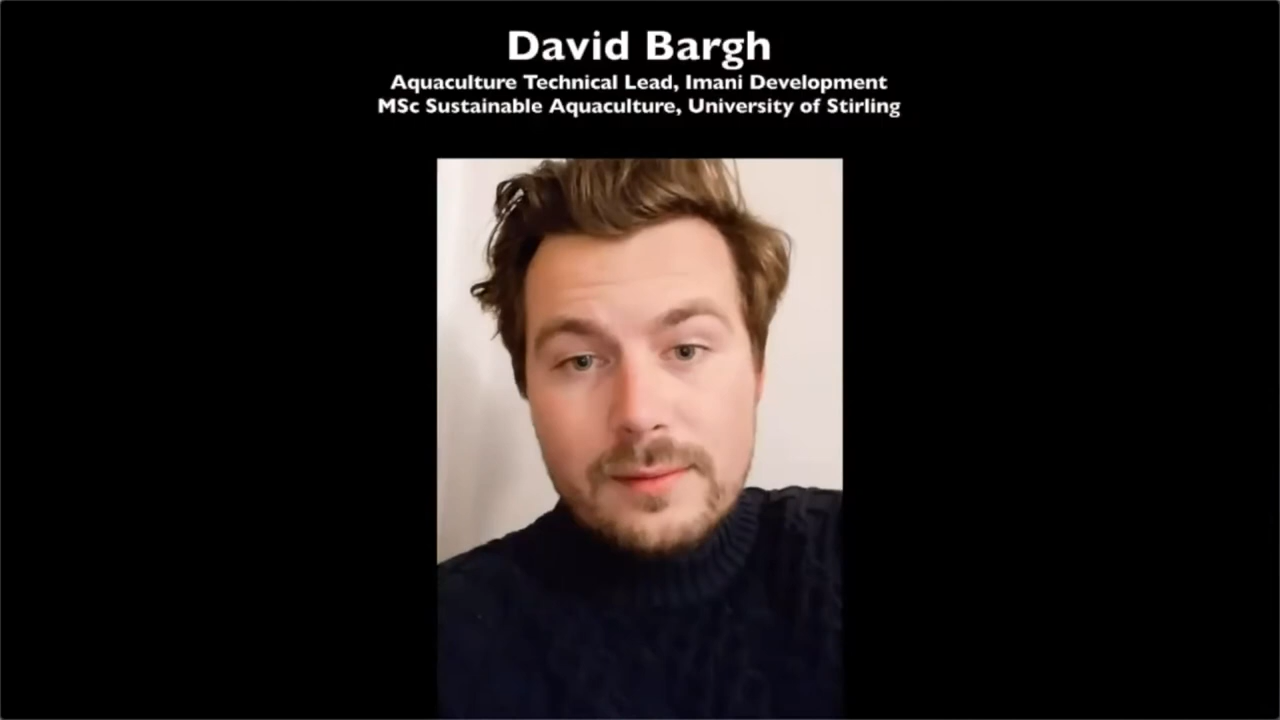 David Bargh
Aquaculture Technical Lead, Imani Development
MSc Sustainable Aquaculture, University of Stirling